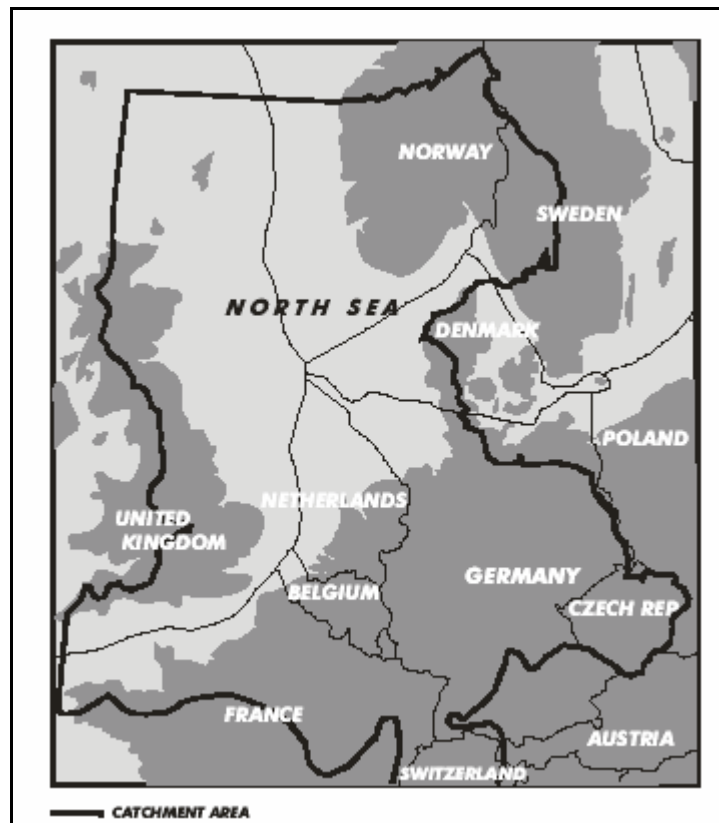 NORWAY
SWEDEN
NORTH SEA
DENMARK
POLAND
NETHERLANDS
UNITED
KINGDOM
GERMANY
BELGIUM
CZECH REP
FRANCE
AUSTRIA
SWITZERLAND
CATCHMENT AREA